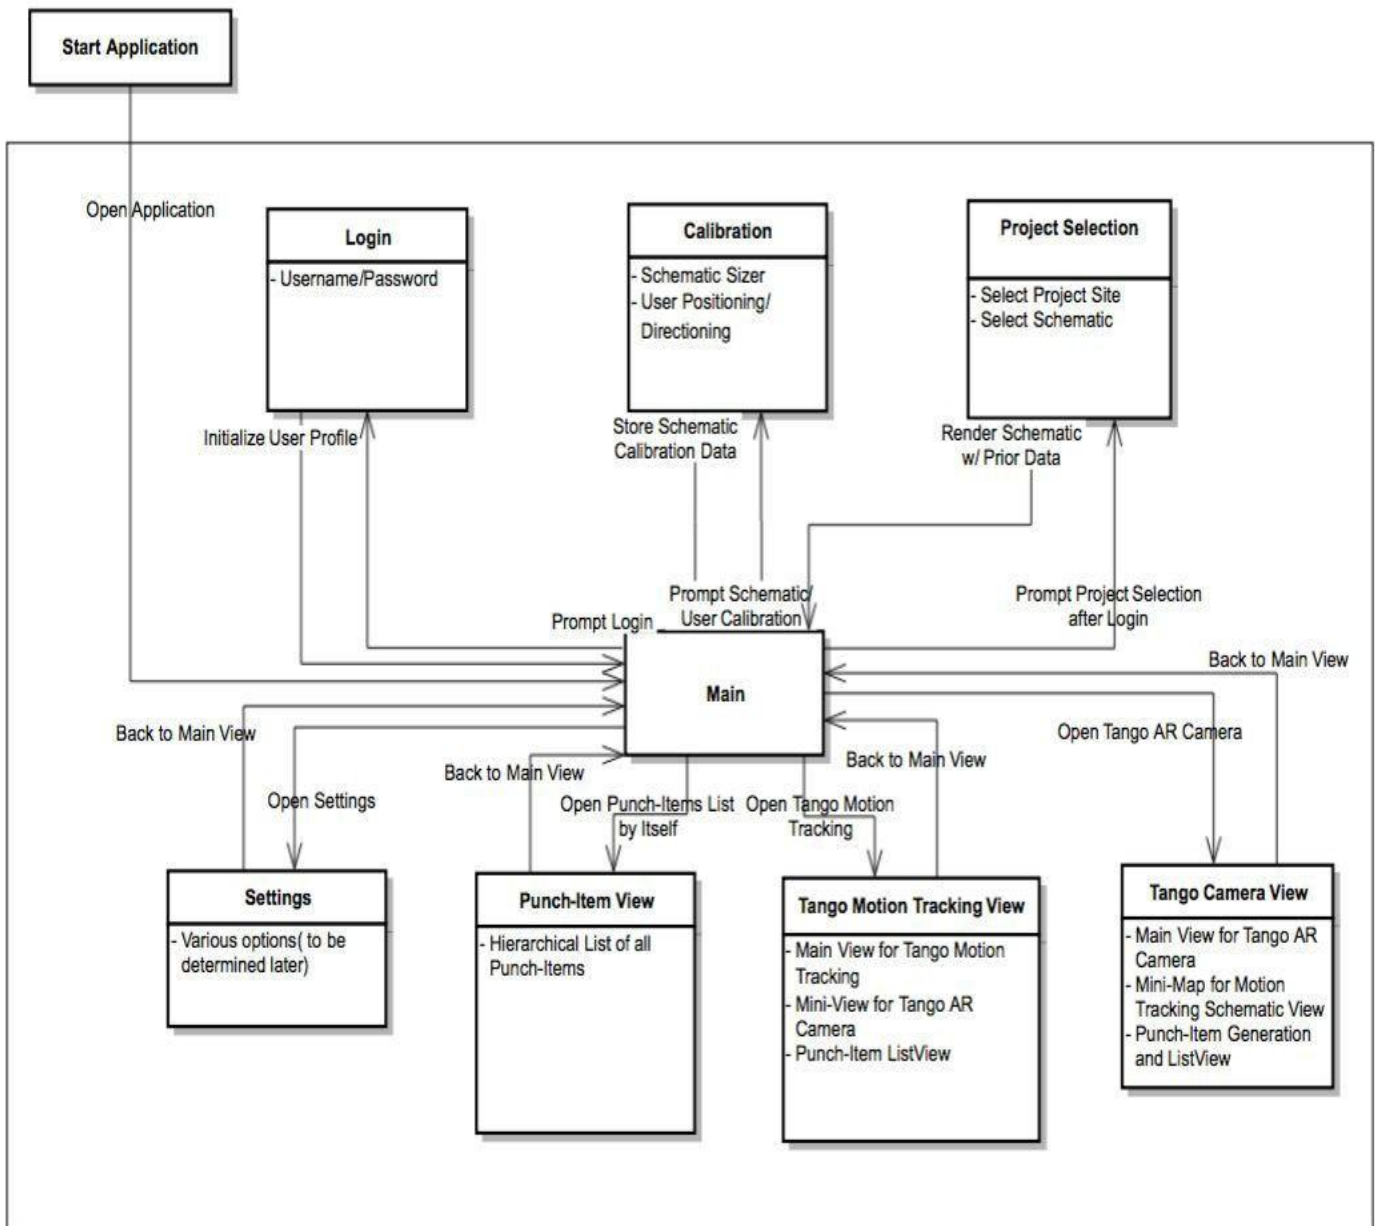 Start Application
Open Application
Login
- Username/Password
Calibration
- Schematic Sizer
- User Positioning/
Directioning
Project Selection
- Select Project Site
- Select Schematic
Initialize User Profile
Store Schematic
Calibration Data
Render Schematic
w/ Prior Data
Prompt Login
Prompt Schematic/
User Calibration
Prompt Project Selection
after Login
Main
Back to Main View
Open Settings
Back to Main View
Open Punch-Items List
by Itself
Open Tango Motion
Tracking
Back to Main View
Back to Main View
Open Tango AR Camera
Settings
- Various options( to be
determined later)
Punch-Item View
- Hierarchical List of all
Punch-Items
Tango Motion Tracking View
- Main View for Tango Motion
Tracking
- Mini-View for Tango AR
Camera
- Punch-Item ListView
Tango Camera View
- Main View for Tango AR
Camera
- Mini-Map for Motion
Tracking Schematic View
- Punch-Item Generation
and ListView